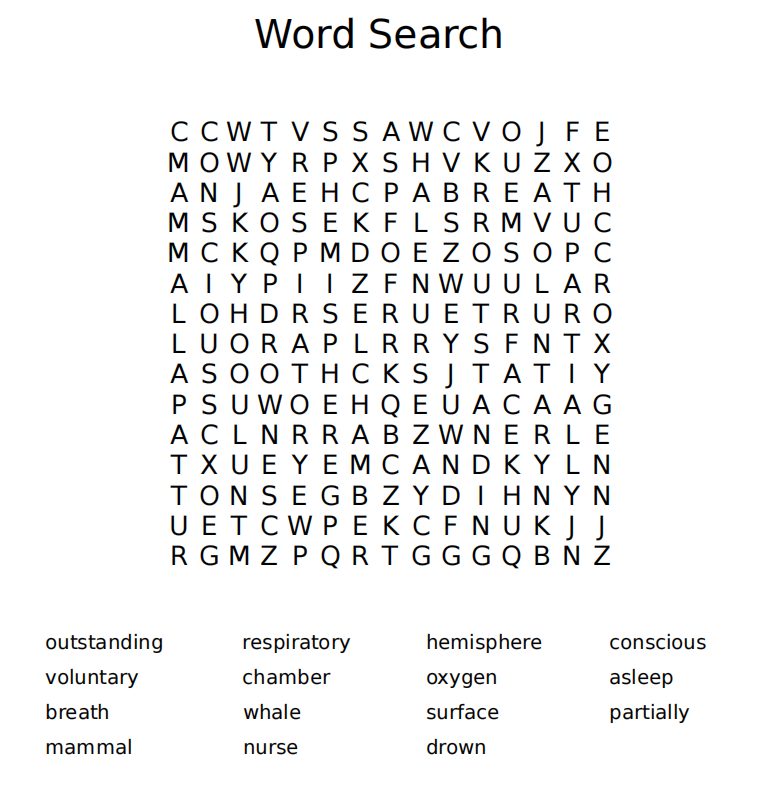 Word Search
C C W T V S S A W C V O J F E
M O W Y R P X S H V K U Z X O
A N J A E H C P A B R E A T H
M S K O S E K F L S R M V U C
M C K Q P M D O E Z O S O P C
A I Y P I I Z F N W U U L A R
L O H D R S E R U E T R U R O
L U O R A P L R R Y S F N T X
A S O O T H C K S J T A T I Y
P S U W O E H Q E U A C A A G
A C L N R R A B Z W N E R L E
T X U E Y E M C A N D K Y L N
T O N S E G B Z Y D I H N Y N
U E T C W P E K C F N U K J J
R G M Z P Q R T G G G Q B N Z
outstanding respiratory hemisphere conscious
voluntary chamber oxygen asleep
breath whale surface partially
mammal nurse drown